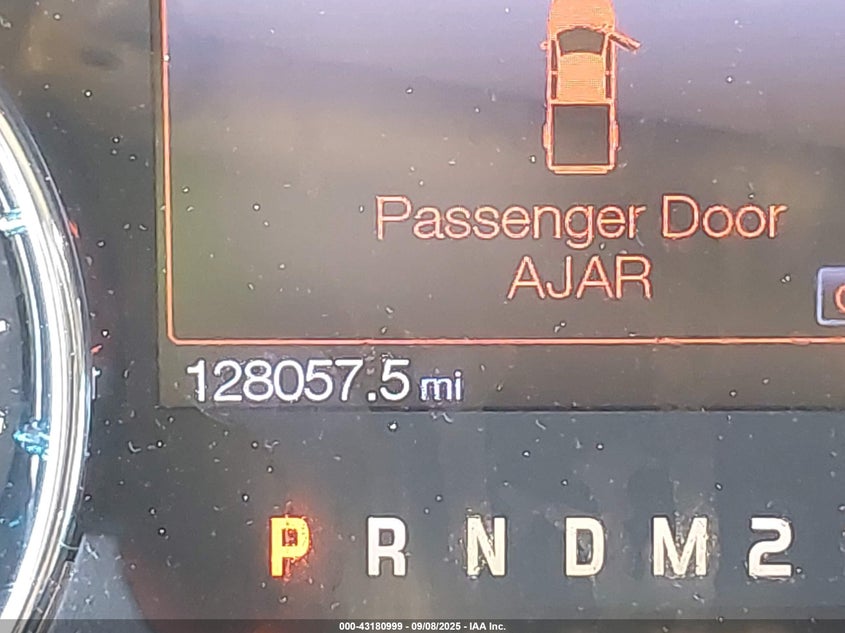 Passenger Door
AJAR
128057.5 mi
P R N D M 2
000-43180999 - 09/08/2025 - IAA Inc.